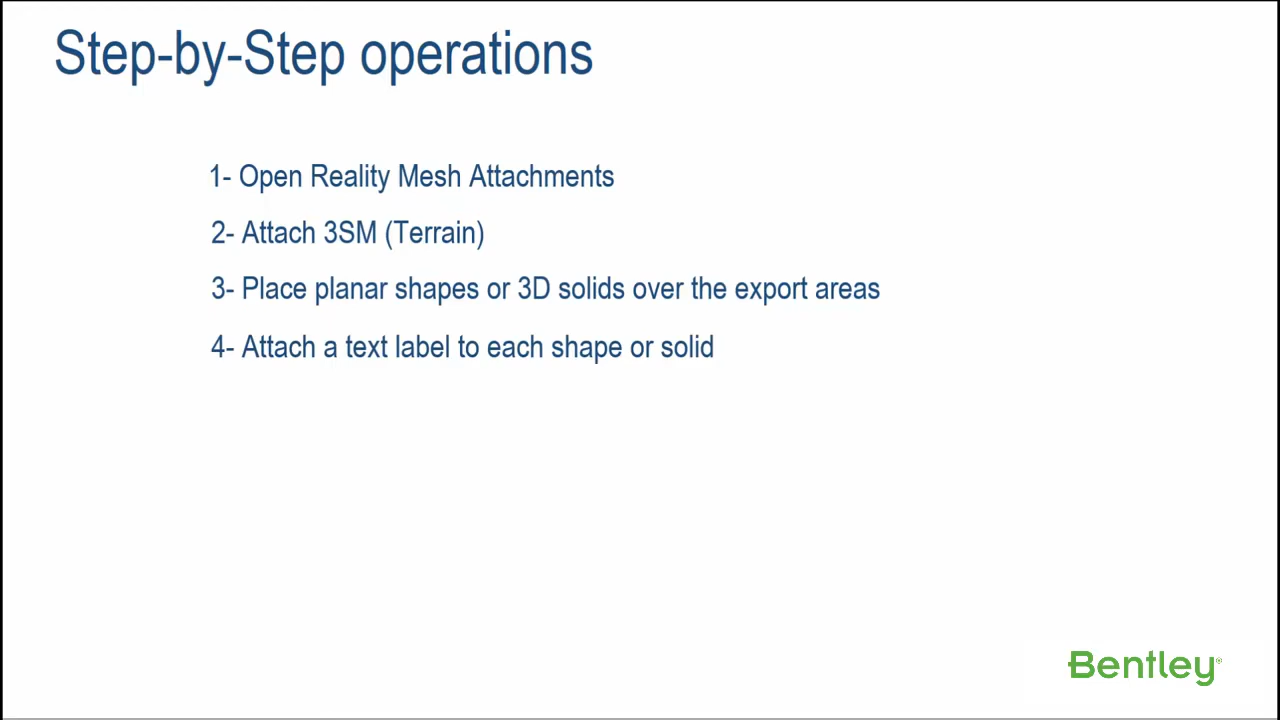 Step-by-Step operations
1- Open Reality Mesh Attachments
2- Attach 3SM (Terrain)
3- Place planar shapes or 3D solids over the export areas
4- Attach a text label to each shape or solid
Bentley®